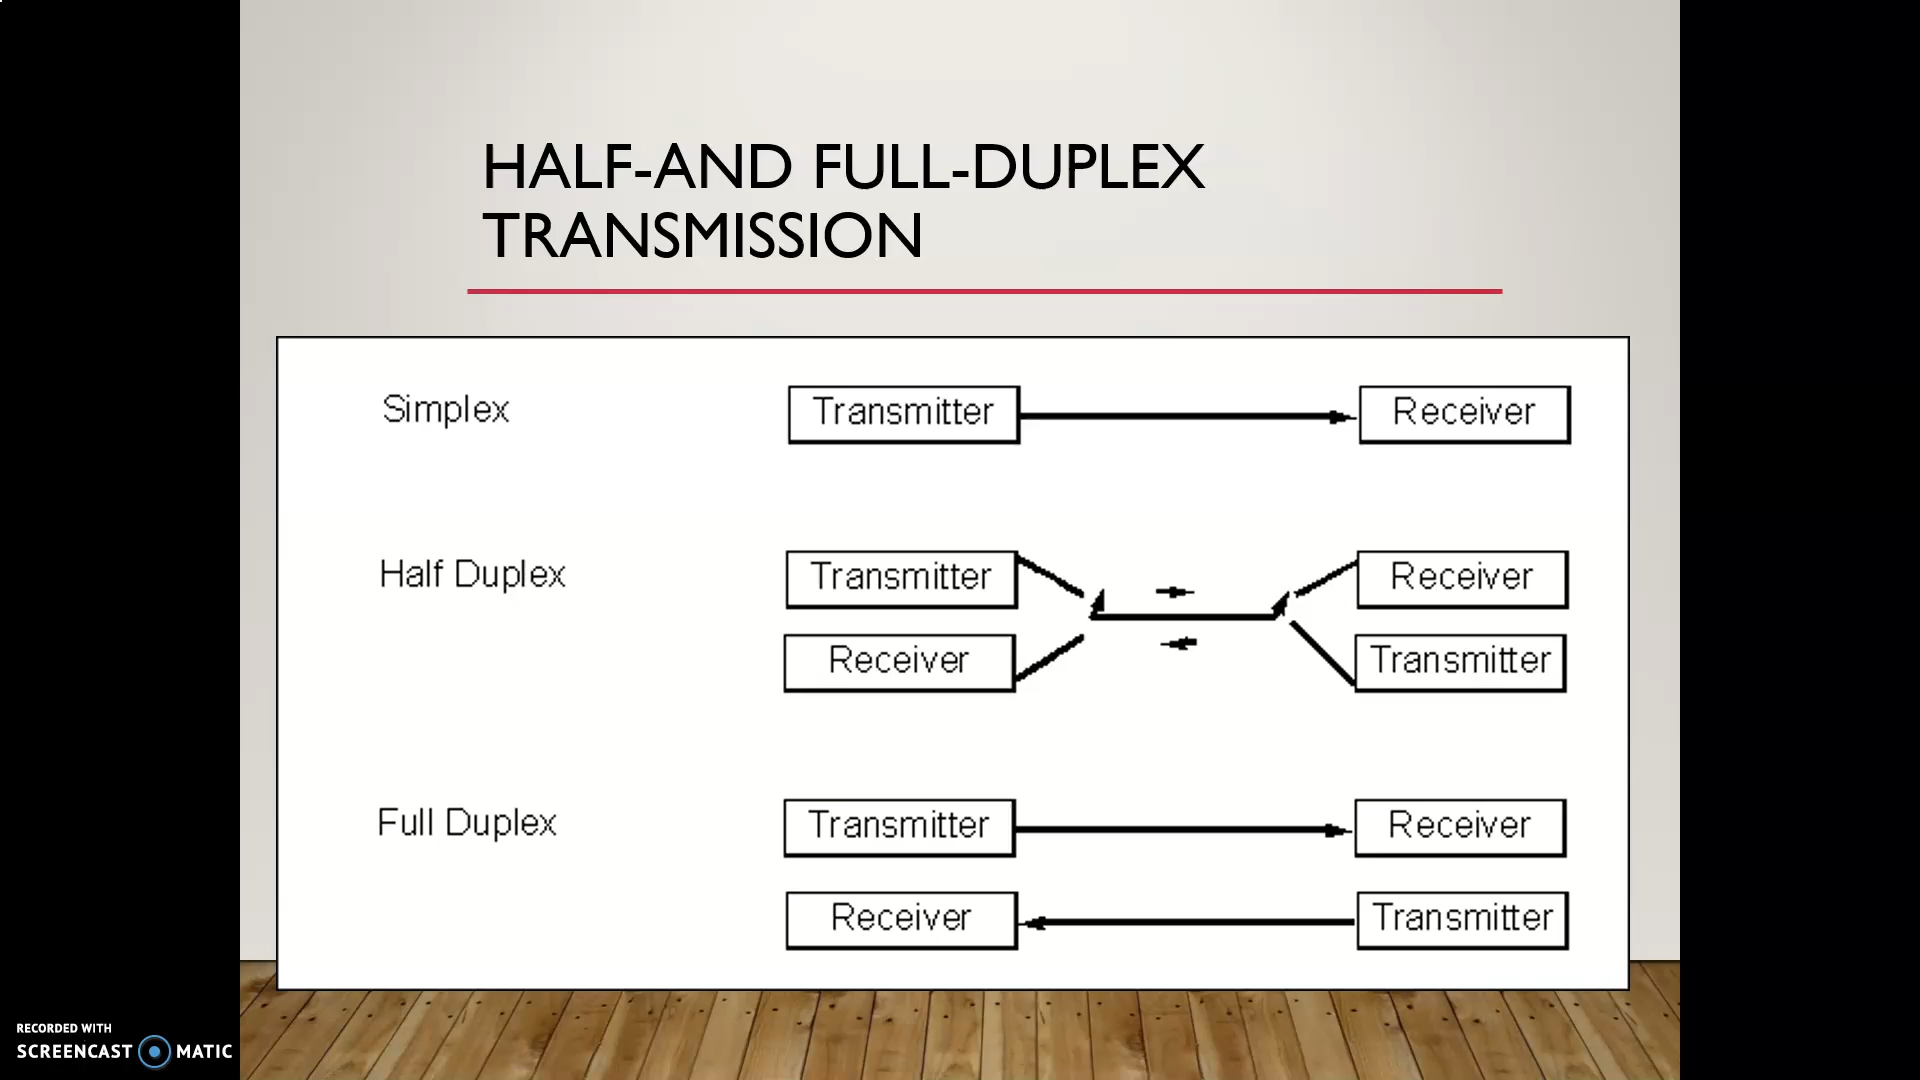 HALF-AND FULL-DUPLEX
TRANSMISSION
Simplex
Transmitter
Receiver
Half Duplex
Transmitter
Receiver
Receiver
Transmitter
Full Duplex
Transmitter
Receiver
Receiver
Transmitter
RECORDED WITH
SCREENCAST MATIC